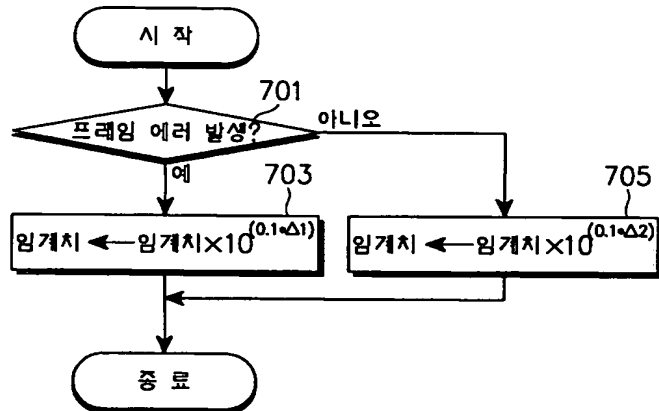 시 작
701
프레임 에러 발생?
아니오
예
703
임계치 ← 임계치×10^(0.1*Δ1)
705
임계치 ← 임계치×10^(0.1*Δ2)
종 료